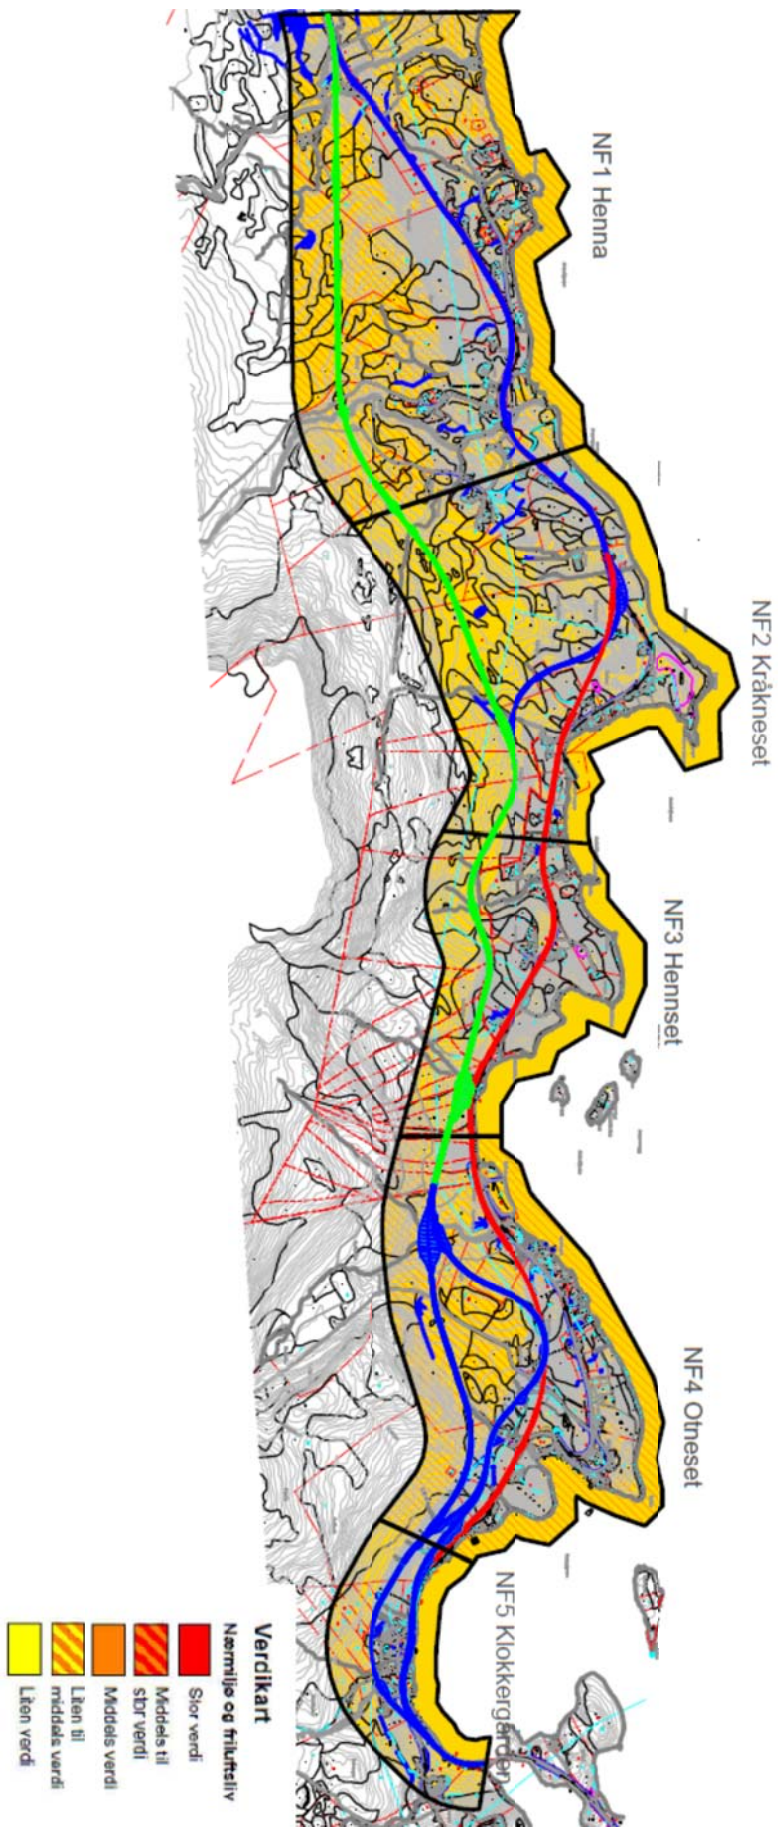 NF1 Henna
NF2 Kråkneset
NF3 Hennset
NF4 Otneset
NF5 Klokkergården
Verdikart
Nærmiljø og friluftsliv
Stor verdi
Middels til
stor verdi
Middels verdi
Liten til
middels verdi
Liten verdi